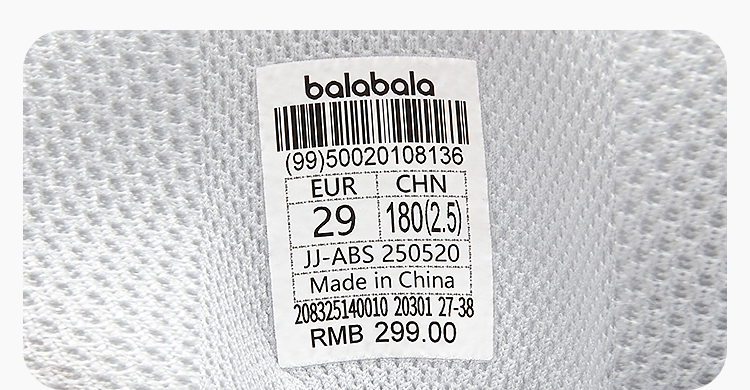 balabala
(99)50020108136
EUR CHN
29 180(2.5)
JJ-ABS 250520
Made in China
208325140010 20301 27-38
RMB 299.00